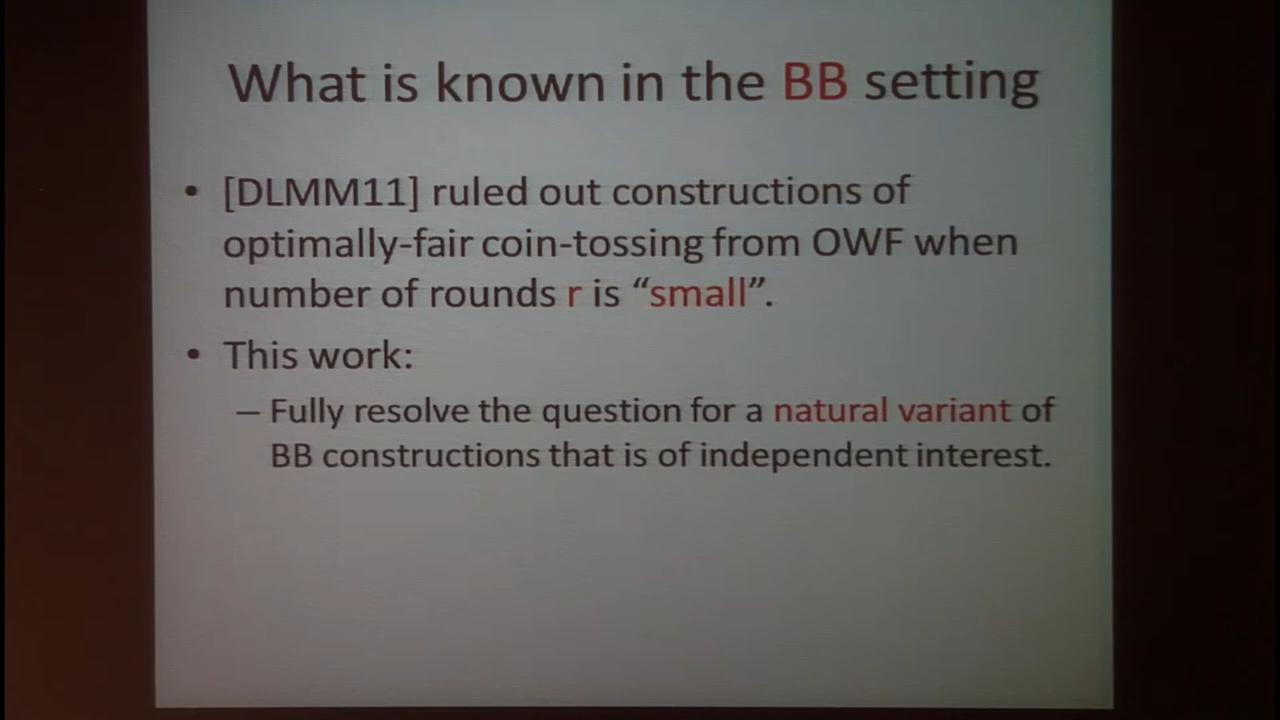 What is known in the BB setting
• [DLMM11] ruled out constructions of
optimally-fair coin-tossing from OWF when
number of rounds r is “small”.
• This work:
– Fully resolve the question for a natural variant of
BB constructions that is of independent interest.